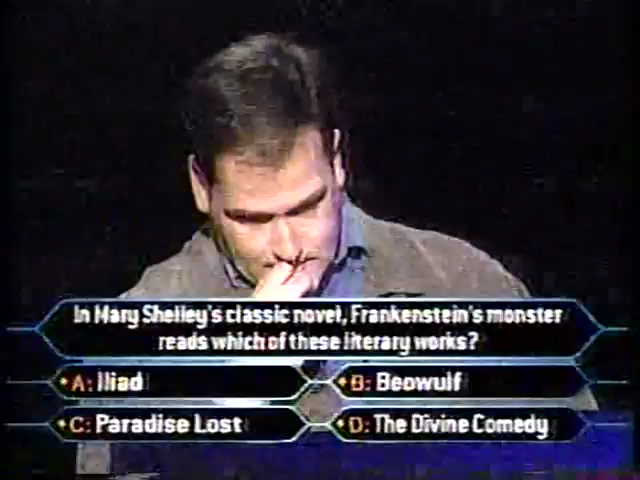 In Mary Shelley's classic novel, Frankenstein's monster
reads which of these literary works?
A: Iliad
B: Beowulf
C: Paradise Lost
D: The Divine Comedy